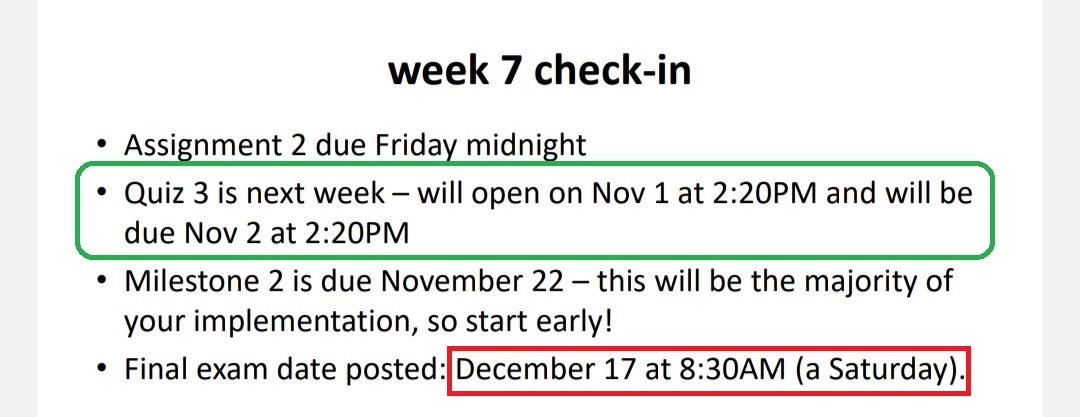 week 7 check-in
• Assignment 2 due Friday midnight
• Quiz 3 is next week – will open on Nov 1 at 2:20PM and will be
due Nov 2 at 2:20PM
• Milestone 2 is due November 22 – this will be the majority of
your implementation, so start early!
• Final exam date posted: December 17 at 8:30AM (a Saturday).